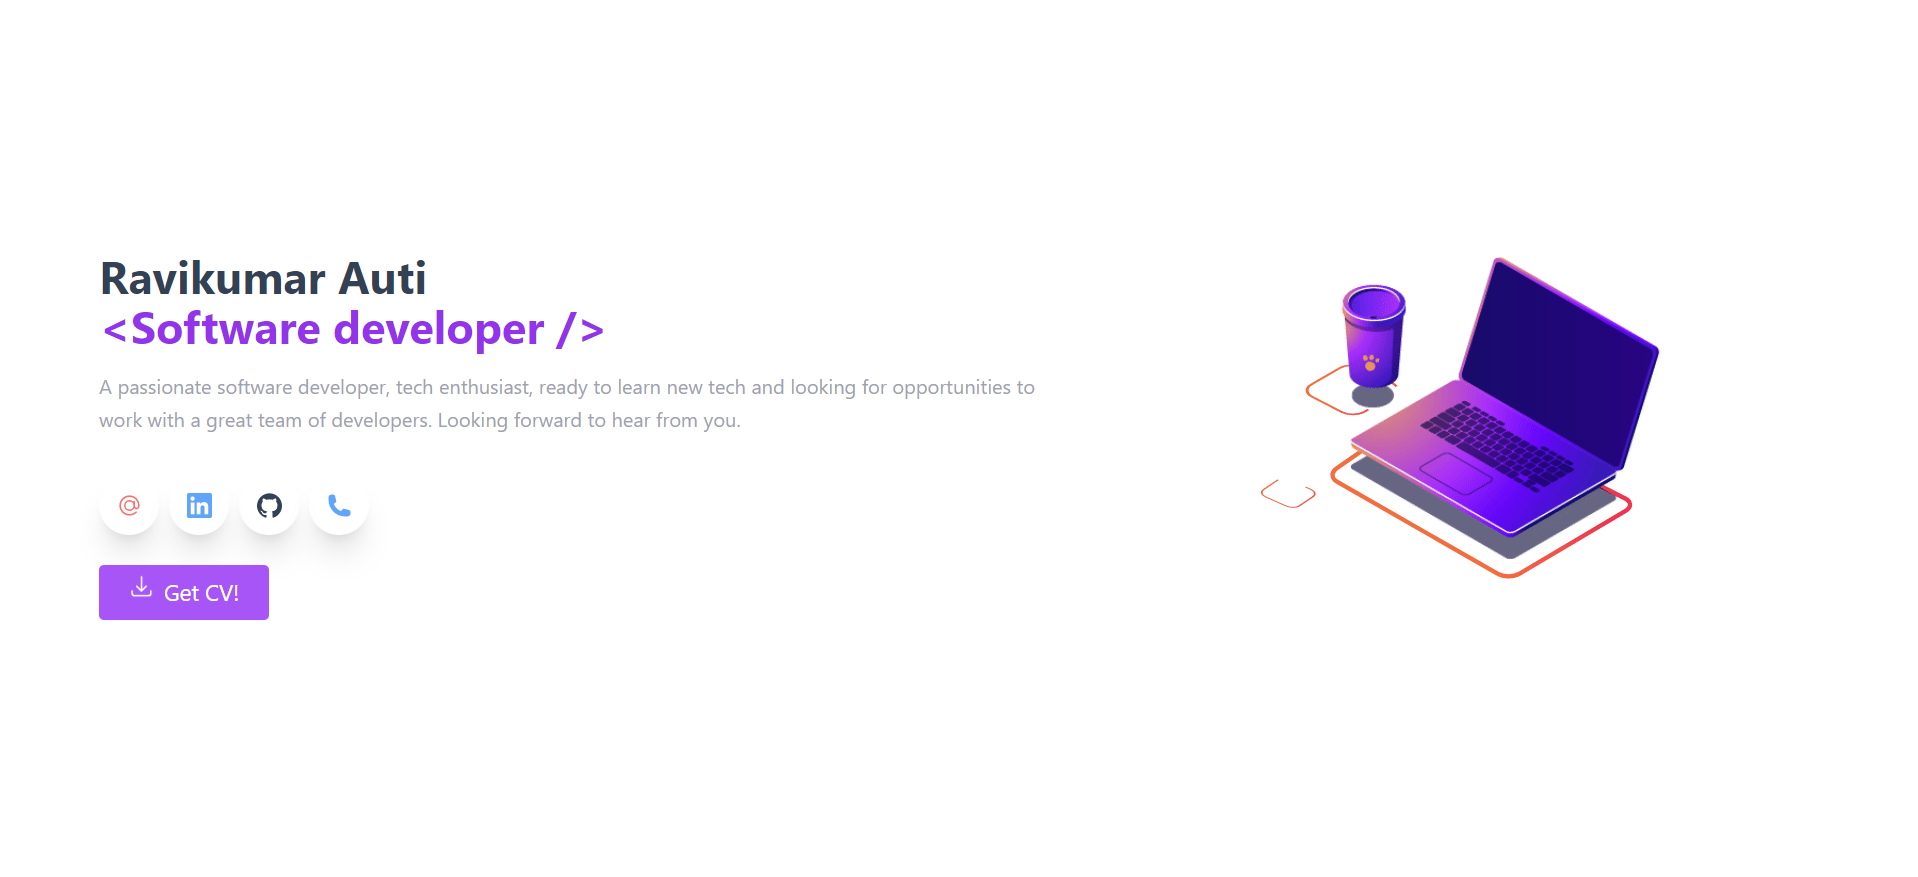 Ravikumar Auti
<Software developer />
A passionate software developer, tech enthusiast, ready to learn new tech and looking for opportunities to
work with a great team of developers. Looking forward to hear from you.
@
in
Get CV!